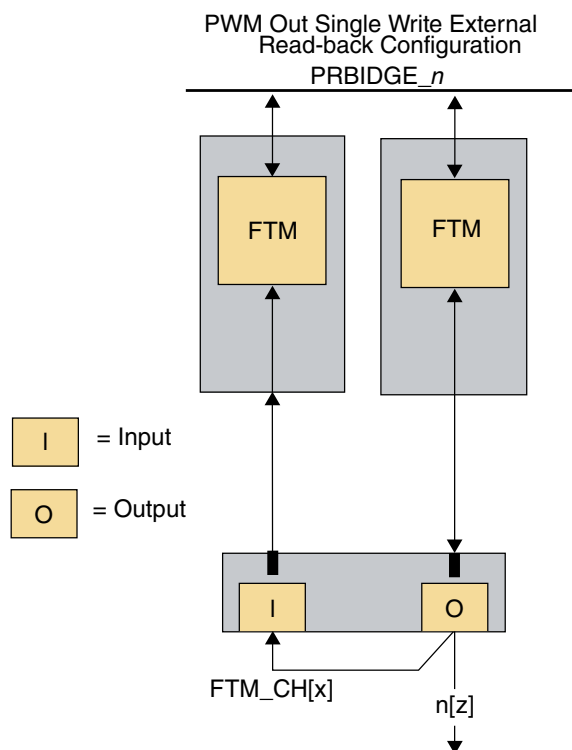 PWM Out Single Write External
Read-back Configuration
PRBIDGE_n
FTM
FTM
I
= Input
O
= Output
I
O
FTM_CH[x]
n[z]